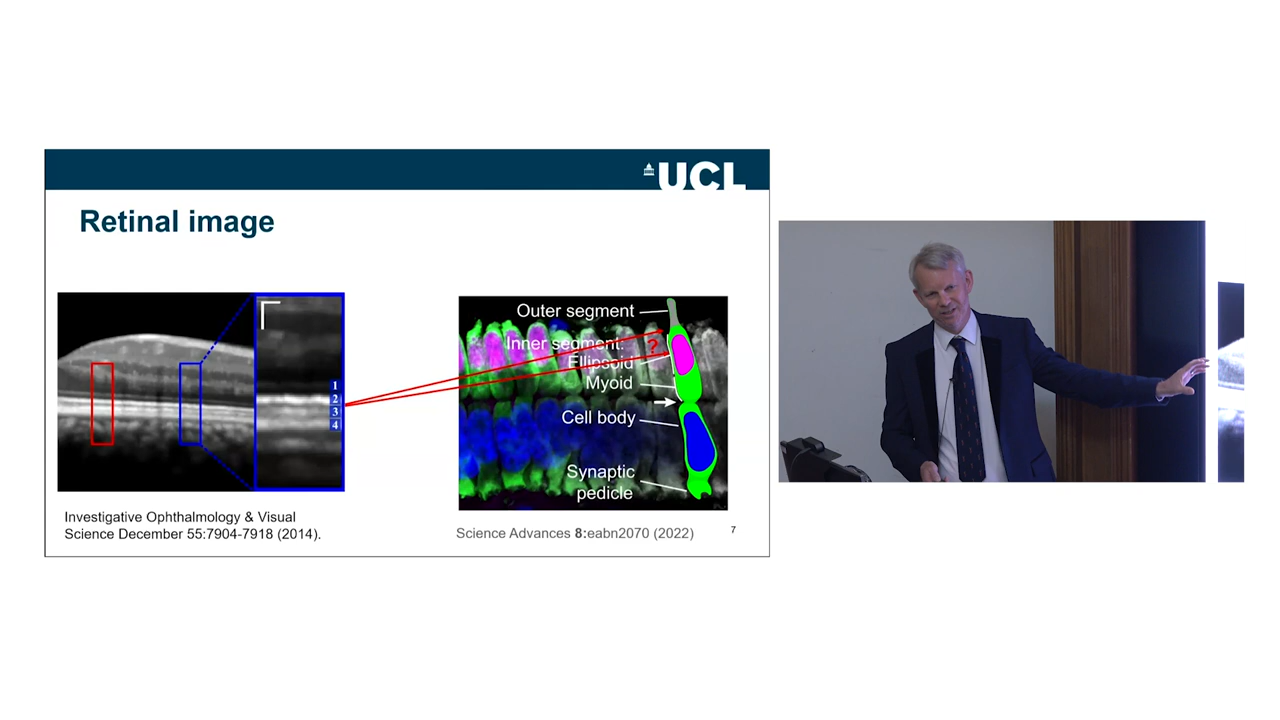 UCL
Retinal image
1
2
3
4
Investigative Ophthalmology & Visual
Science December 55:7904-7918 (2014).
Outer segment
Inner segment:
?
Ellipsoid
Myoid
Cell body
Synaptic
pedicle
Science Advances 8:eabn2070 (2022)
7